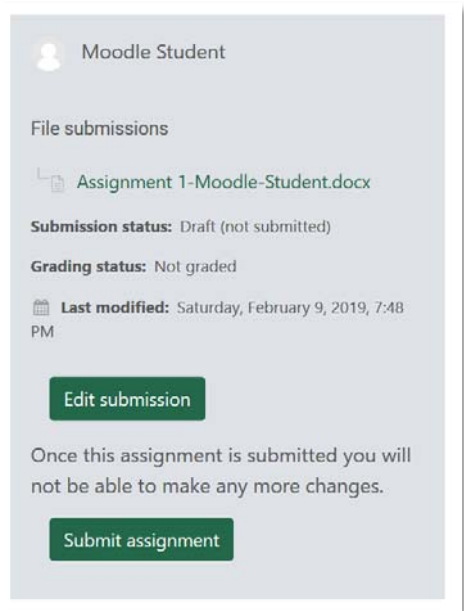 Moodle Student
File submissions
Assignment 1-Moodle-Student.docx
Submission status: Draft (not submitted)
Grading status: Not graded
Last modified: Saturday, February 9, 2019, 7:48
PM
Edit submission
Once this assignment is submitted you will
not be able to make any more changes.
Submit assignment